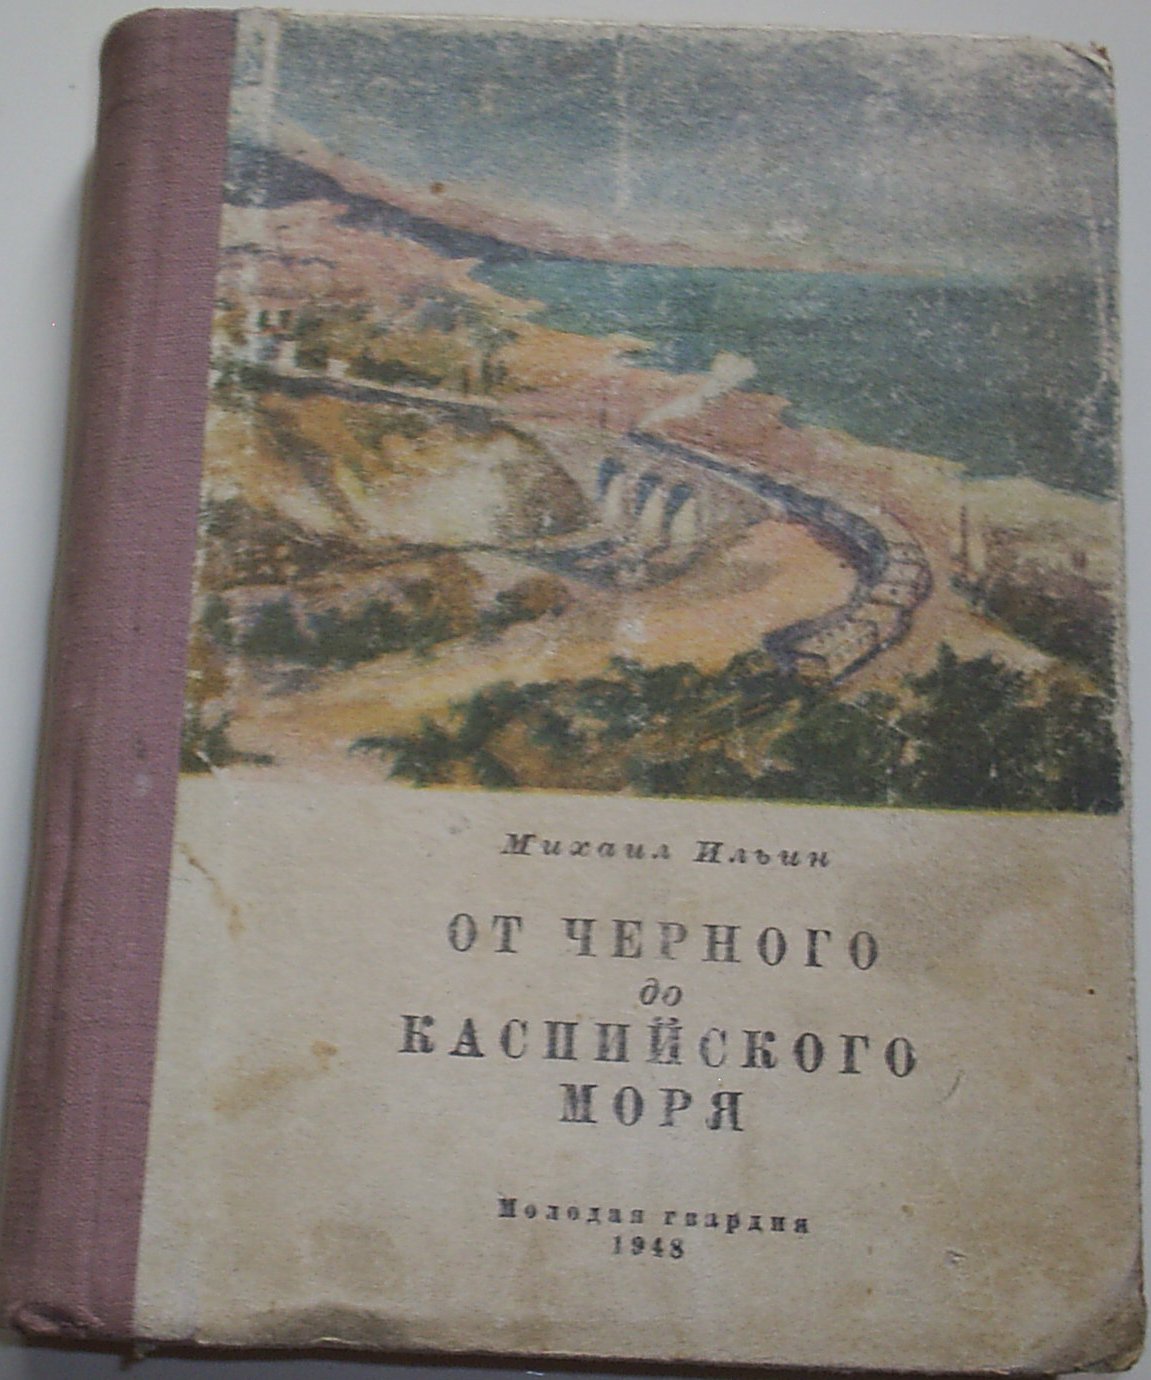 Михаил Ильин
ОТ ЧЕРНОГО
до
КАСПИЙСКОГО
МОРЯ
Молодая гвардия
1948